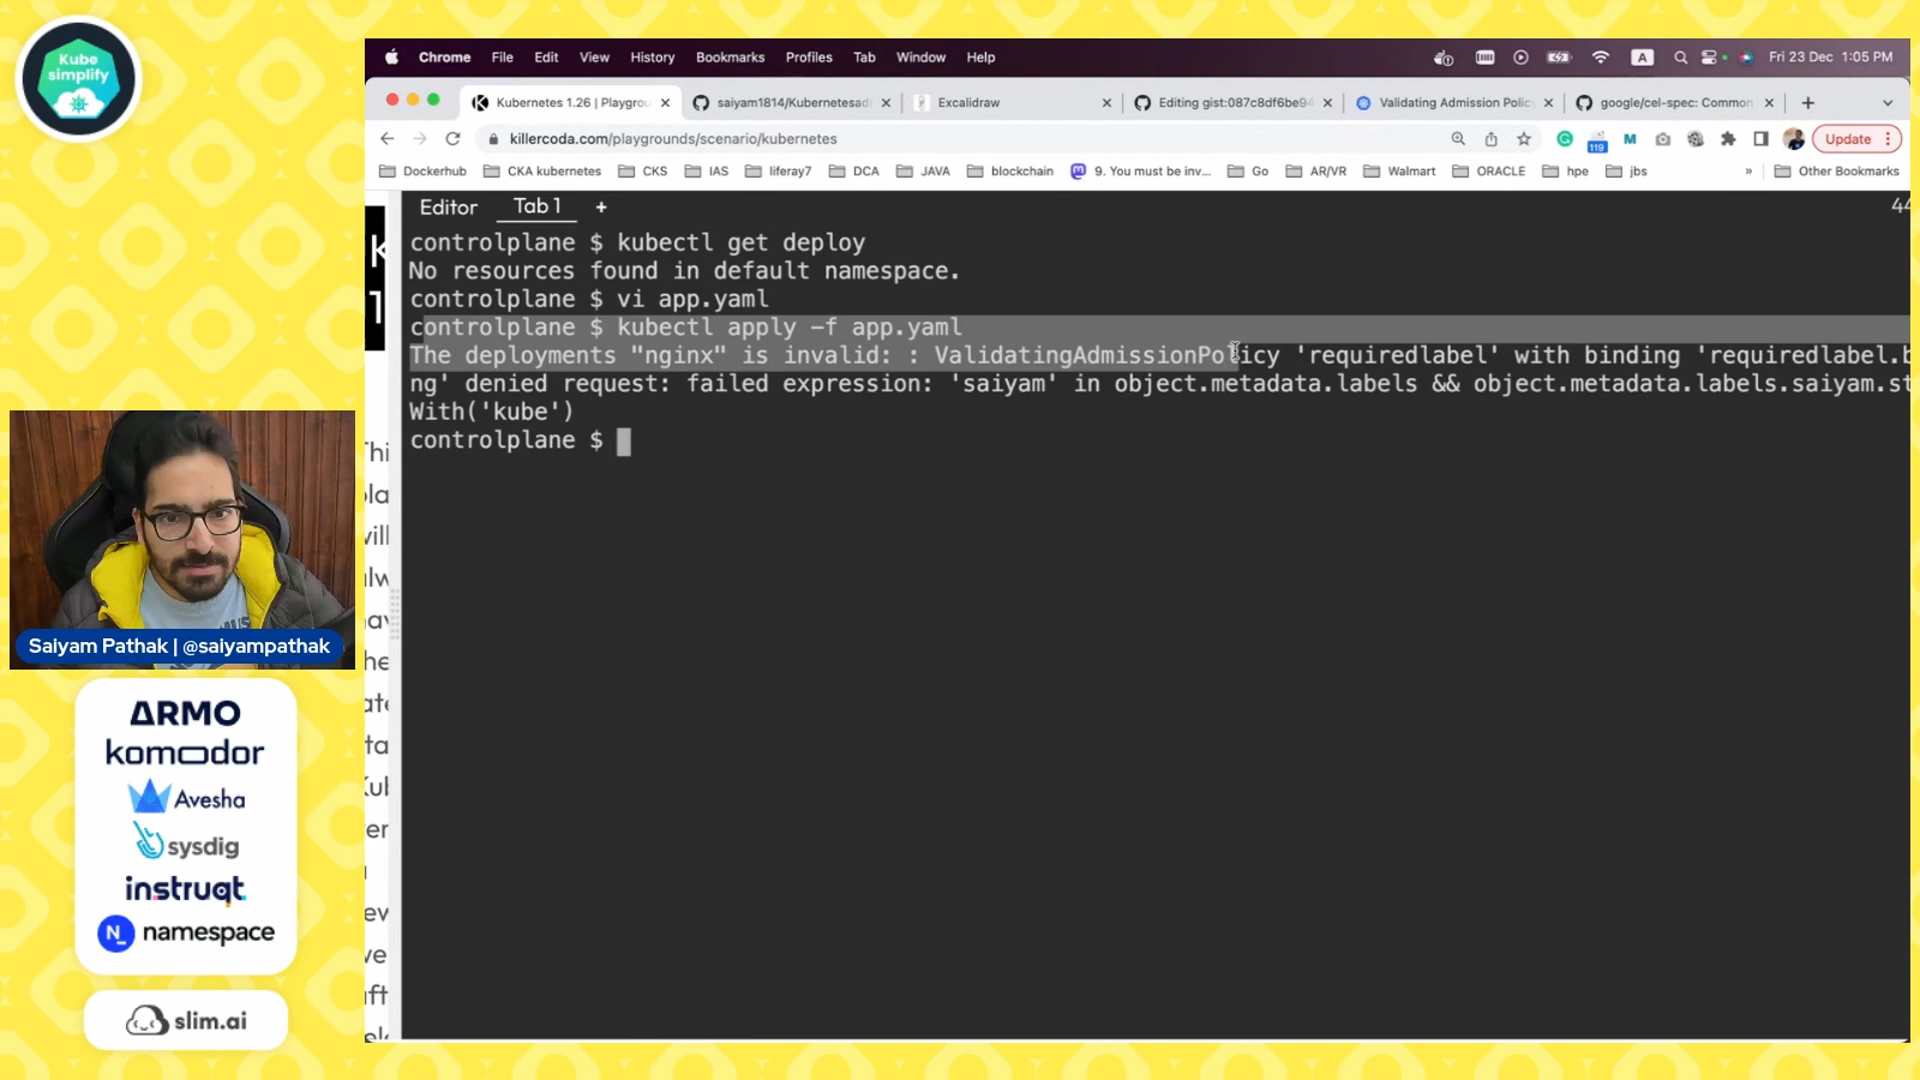 Kube
simplify
Chrome File Edit View History Bookmarks Profiles Tab Window Help
A
Fri 23 Dec 1:05 PM
Kubernetes 1.26 | Playgrou
saiyam1814/Kubernetesad
Excalidraw
Editing gist:087c8df6be94
Validating Admission Polic
google/cel-spec: Common
killercoda.com/playgrounds/scenario/kubernetes
119
M
Update
Dockerhub CKA kubernetes CKS IAS liferay7 DCA JAVA blockchain 9. You must be inv... Go AR/VR Walmart ORACLE hpe jbs » Other Bookmarks
Editor Tab 1 +
44
controlplane $ kubectl get deploy
No resources found in default namespace.
controlplane $ vi app.yaml
controlplane $ kubectl apply -f app.yaml
The deployments "nginx" is invalid: : ValidatingAdmissionPolicy 'requiredlabel' with binding 'requiredlabel.b
ng' denied request: failed expression: 'saiyam' in object.metadata.labels && object.metadata.labels.saiyam.st
With('kube')
controlplane $
Saiyam Pathak | @saiyampathak
ARMO
komodor
Avesha
sysdig
instruqt
N_ namespace
slim.ai